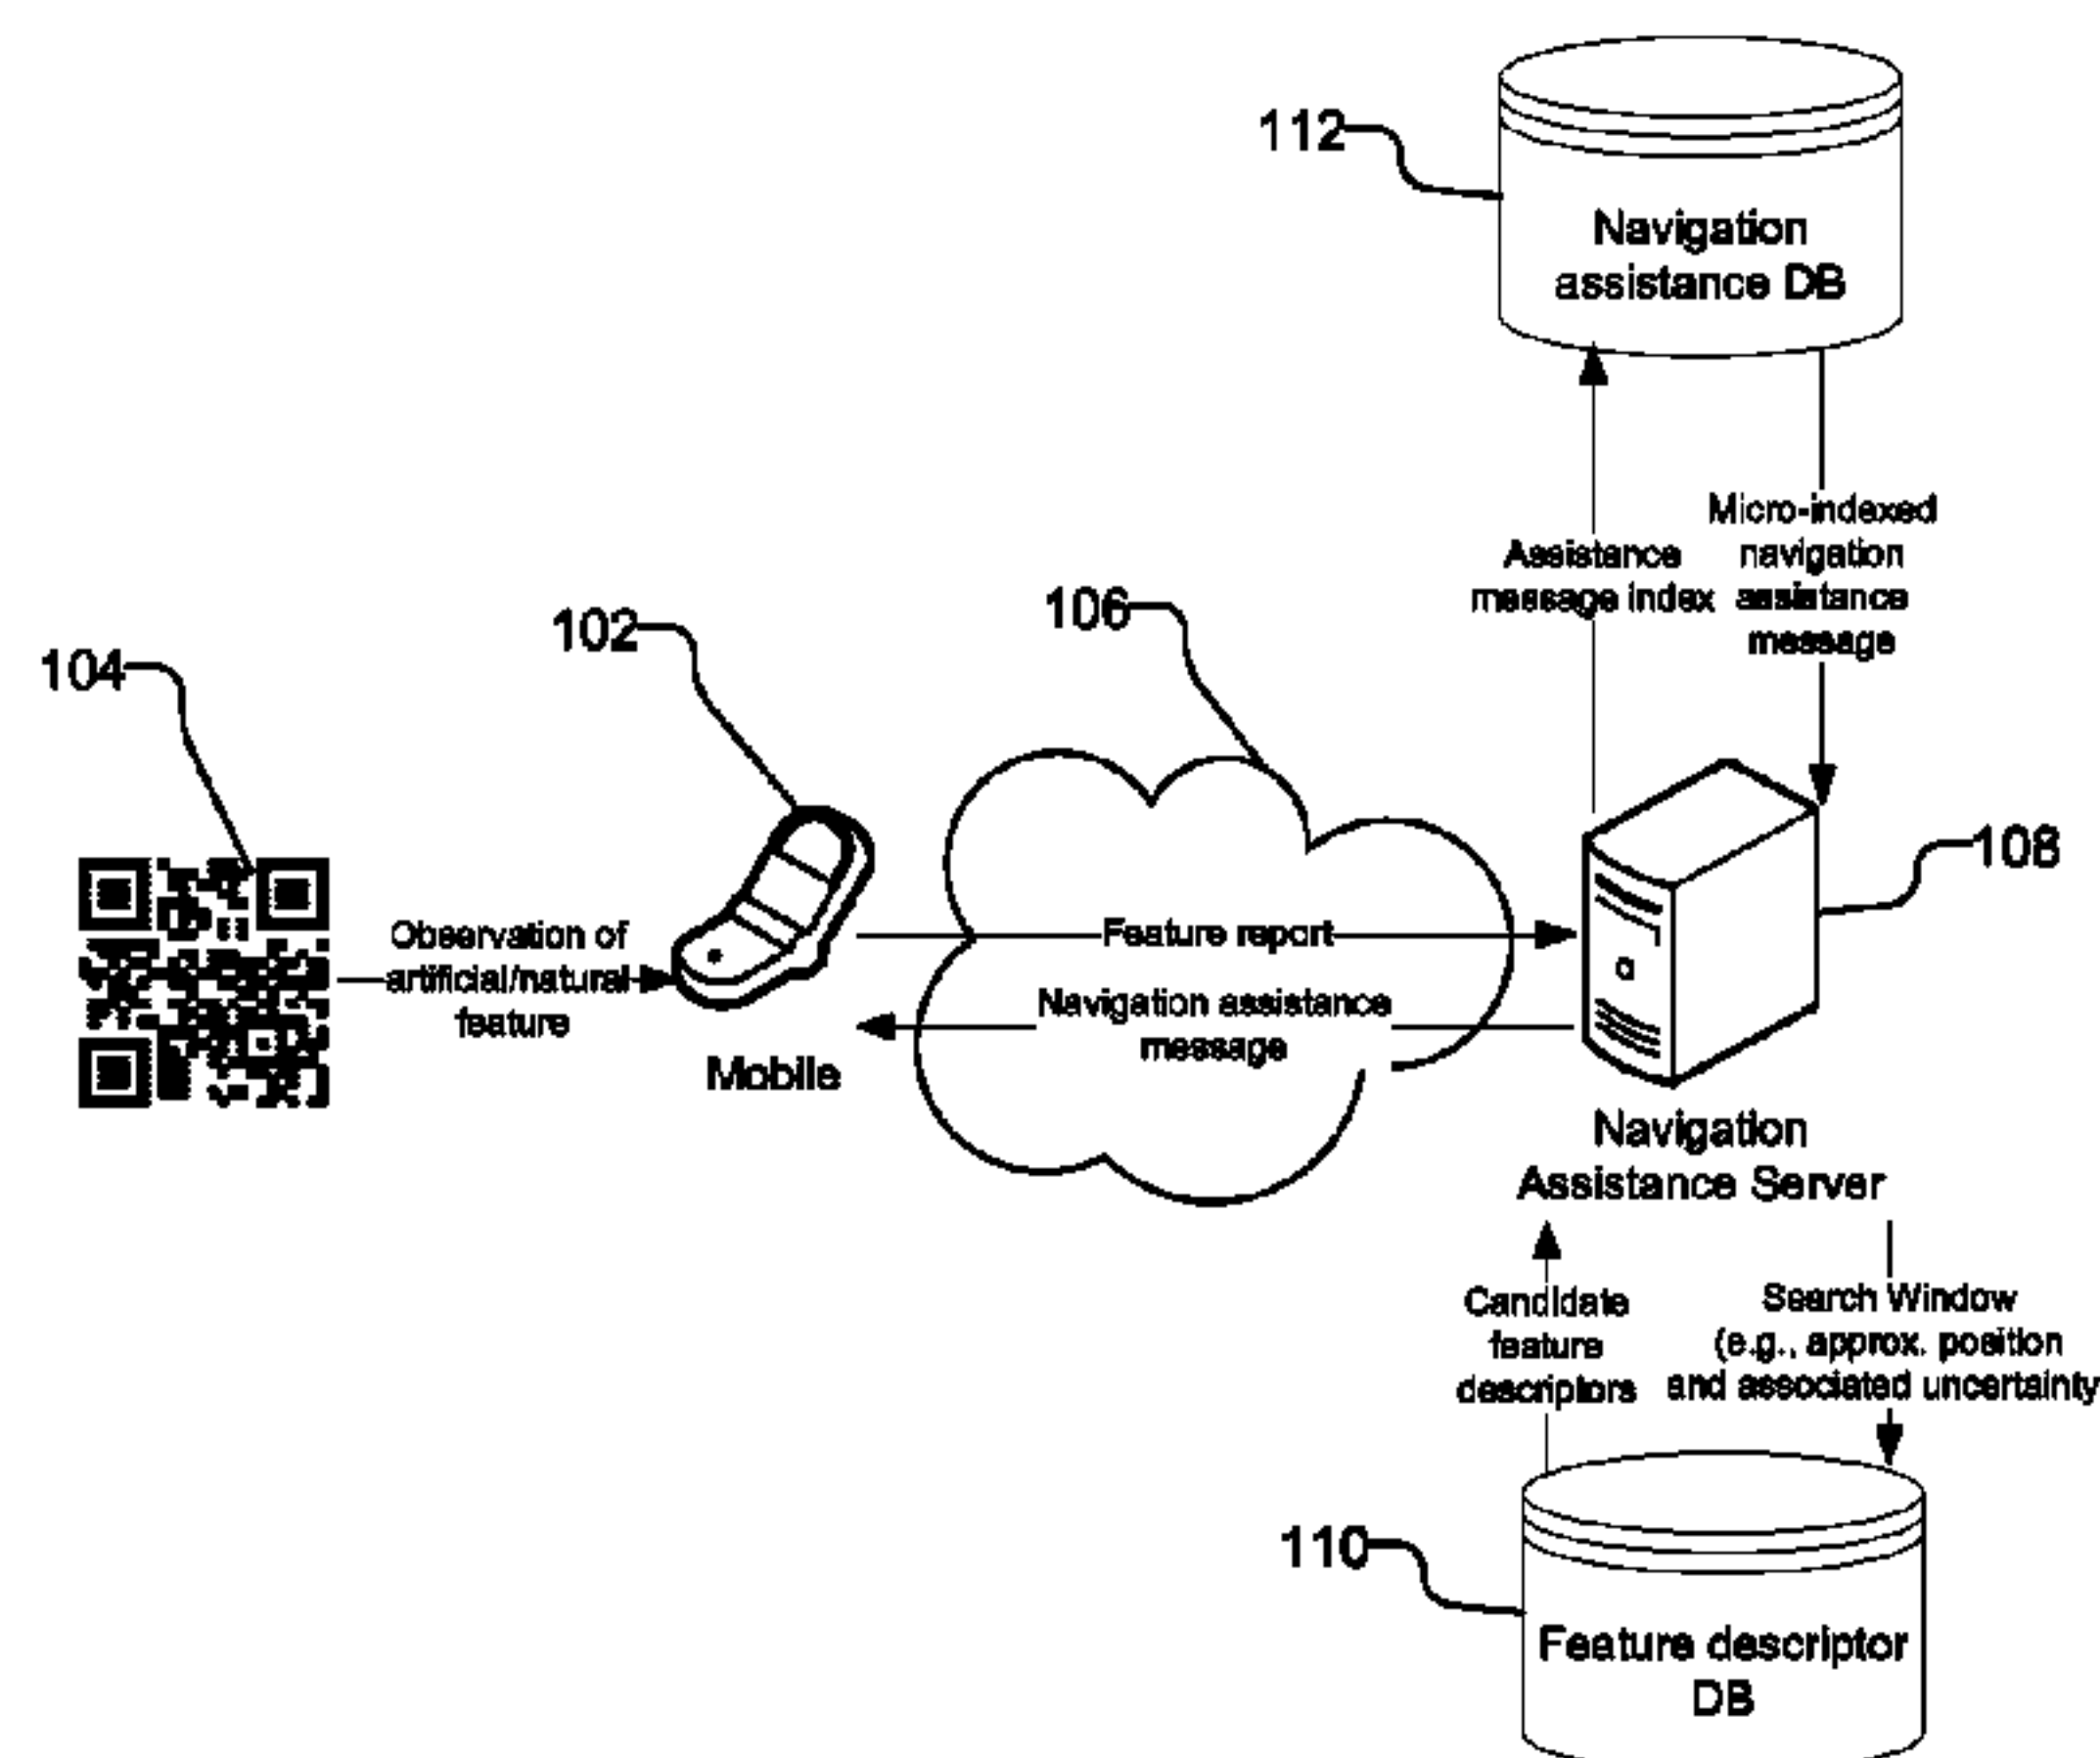 112
Navigation
assistance DB
Micro-indexed
navigation
assistance
message
Assistance
message index
106
102
104
108
Observation of
artificial/natural
feature
Mobile
Feature report
Navigation assistance
message
Navigation
Assistance Server
Candidate
feature
descriptors
Search Window
(e.g., approx. position
and associated uncertainty
110
Feature descriptor
DB